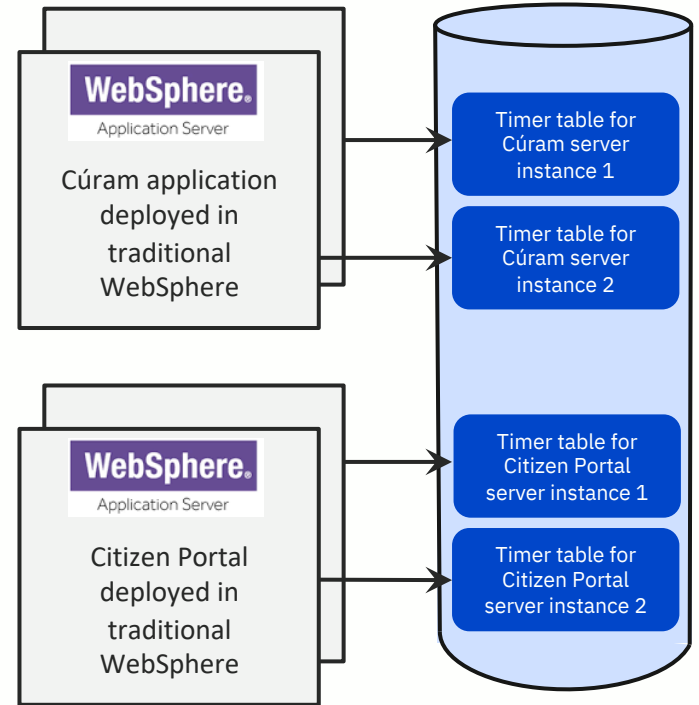 WebSphere.
Application Server
Cúram application
deployed in
traditional
WebSphere
Timer table for
Cúram server
instance 1
Timer table for
Cúram server
instance 2
WebSphere.
Application Server
Citizen Portal
deployed in
traditional
WebSphere
Timer table for
Citizen Portal
server instance 1
Timer table for
Citizen Portal
server instance 2